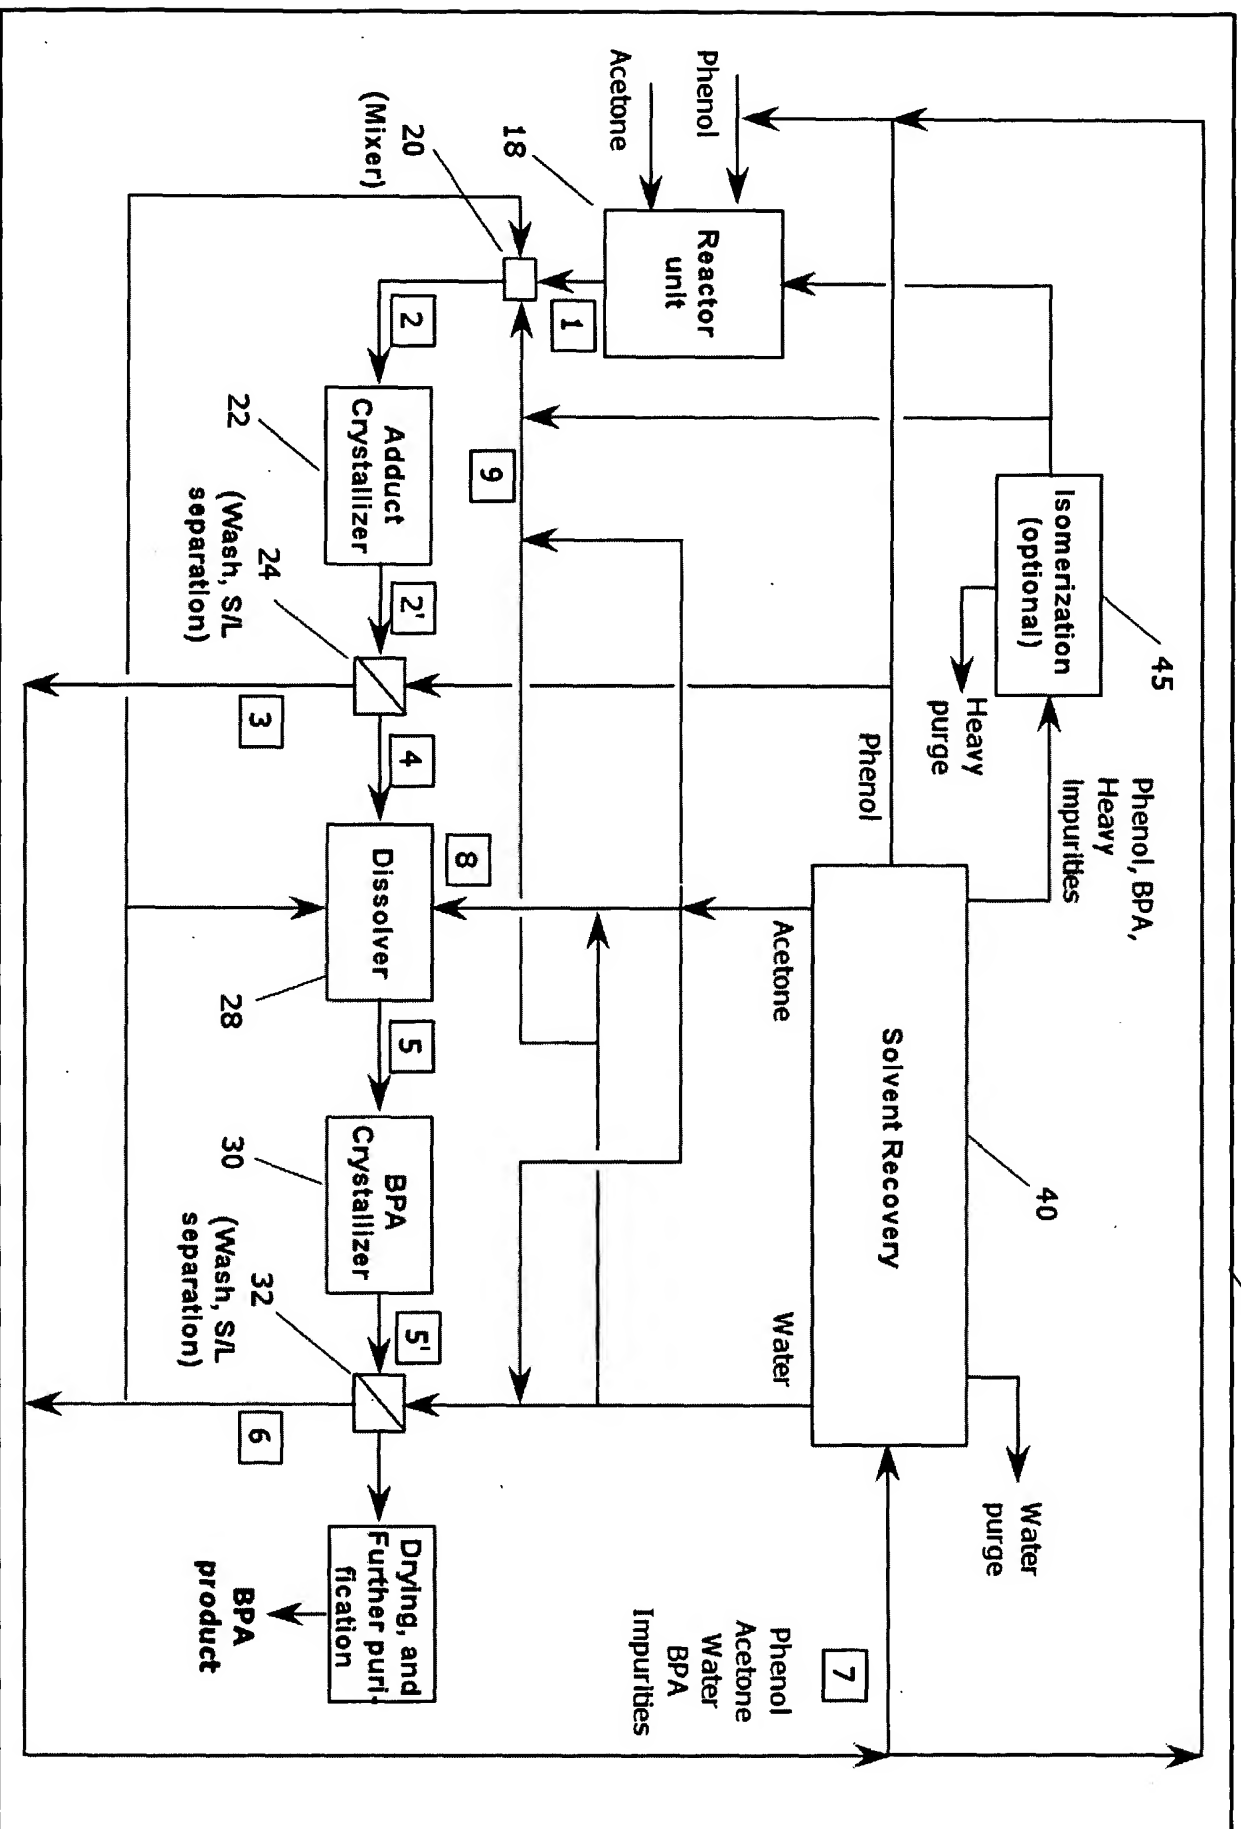 Phenol
Acetone
18
20
(Mixer)
Reactor
unit
1
2
Adduct
Crystallizer
22
9
2'
24
(Wash, S/L
separation)
3
4
Isomerization
(optional)
45
Heavy
purge
Phenol, BPA,
Heavy
Impurities
Phenol
8
Dissolver
28
Acetone
5
Solvent Recovery
40
BPA
Crystallizer
30
Water
5'
32
(Wash, S/L
separation)
6
Water
purge
Drying, and
Further puri-
fication
BPA
product
7
Phenol
Acetone
Water
BPA
Impurities